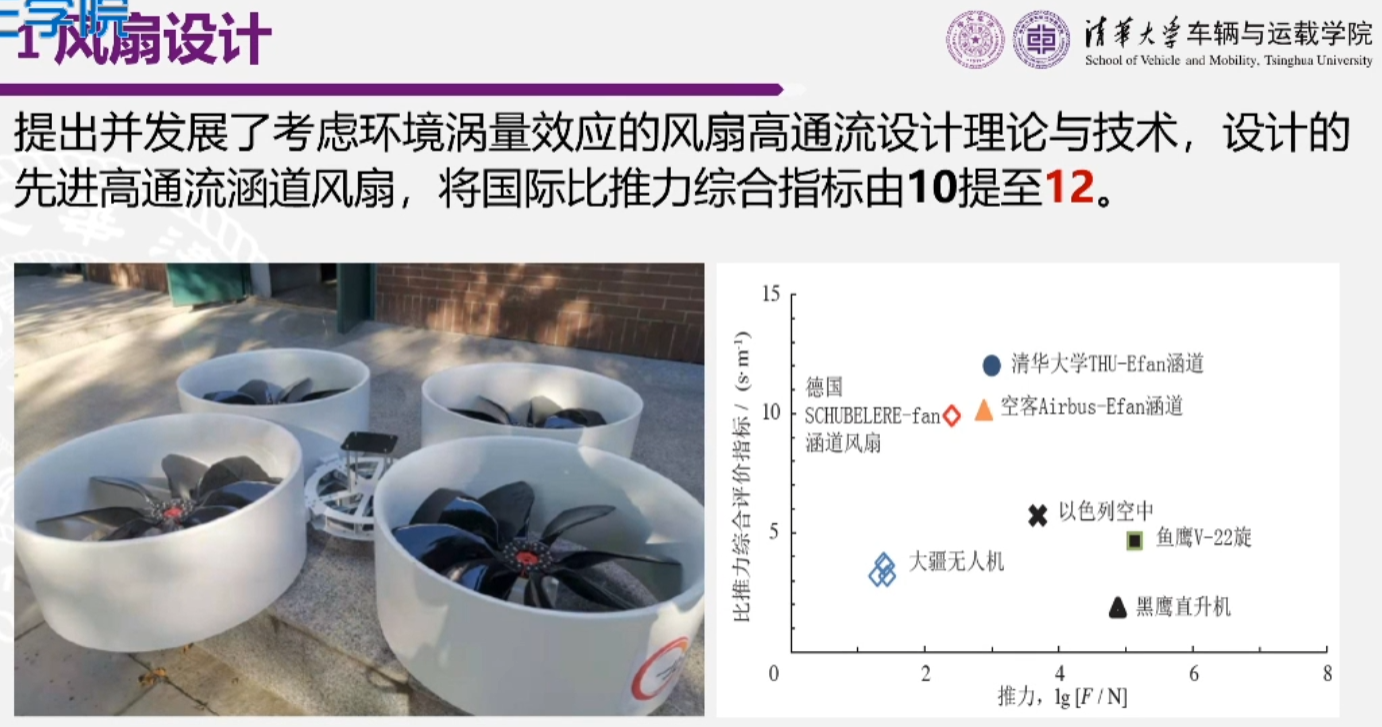 学院
1 风扇设计
清华大学车辆与运载学院
School of Vehicle and Mobility, Tsinghua University
提出并发展了考虑环境涡量效应的风扇高通流设计理论与技术，设计的
先进高通流涵道风扇，将国际比推力综合指标由10提至12。
比推力综合评价指标 / (s·m⁻¹)
15
10
5
0
2
4
6
8
推力, lg [F / N]
清华大学THU-Efan涵道
空客Airbus-Efan涵道
德国
SCHUBELERE-fan
涵道风扇
以色列空中
鱼鹰V-22旋
大疆无人机
黑鹰直升机